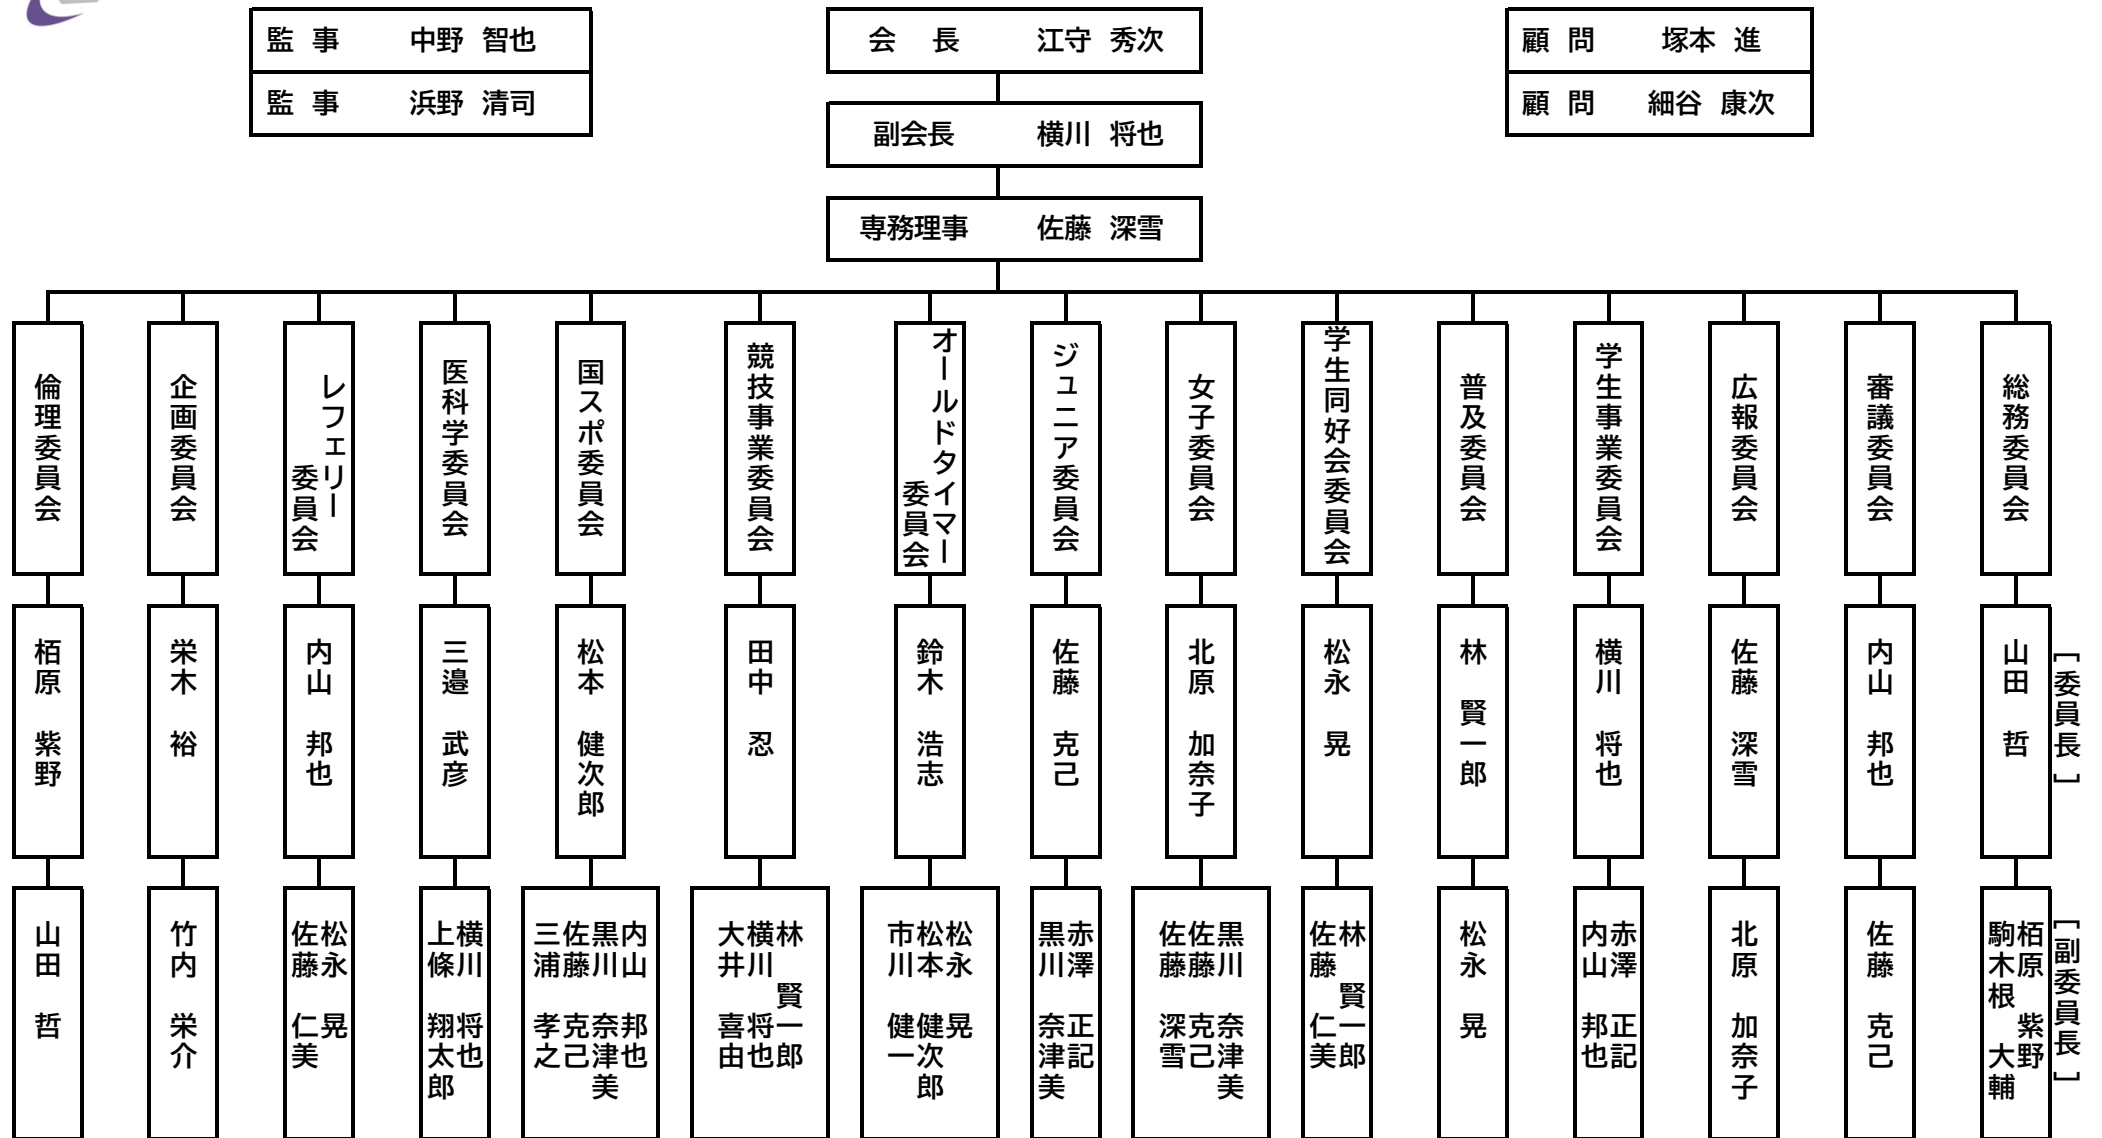 監 事 中野 智也
監 事 浜野 清司
会 長 江守 秀次
副会長 横川 将也
専務理事 佐藤 深雪
顧 問 塚本 進
顧 問 細谷 康次
総務委員会
審議委員会
広報委員会
学生事業委員会
普及委員会
学生同好会委員会
女子委員会
ジュニア委員会
オールドタイマー
委員会
競技事業委員会
国スポ委員会
医科学委員会
レフェリー
委員会
企画委員会
倫理委員会
[委員長]
山田 哲
内山 邦也
佐藤 深雪
横川 将也
林 賢一郎
松永 晃
北原 加奈子
佐藤 克己
鈴木 浩志
田中 忍
松本 健次郎
三邉 武彦
内山 邦也
栄木 裕
栢原 紫野
[副委員長]
栢原 紫野
駒木根 大輔
佐藤 克己
北原 加奈子
赤澤 正記
内山 邦也
松永 晃
林 賢一郎
佐藤 仁美
黒川 奈津美
佐藤 克己
佐藤 深雪
赤澤 正記
黒川 奈津美
松永 晃
松本 健次郎
市川 健一
林 賢一郎
横川 将也
大井 喜由
内山 邦也
黒川 奈津美
佐藤 克己
三浦 孝之
横川 将也
上條 翔太郎
松永 晃
佐藤 仁美
竹内 栄介
山田 哲